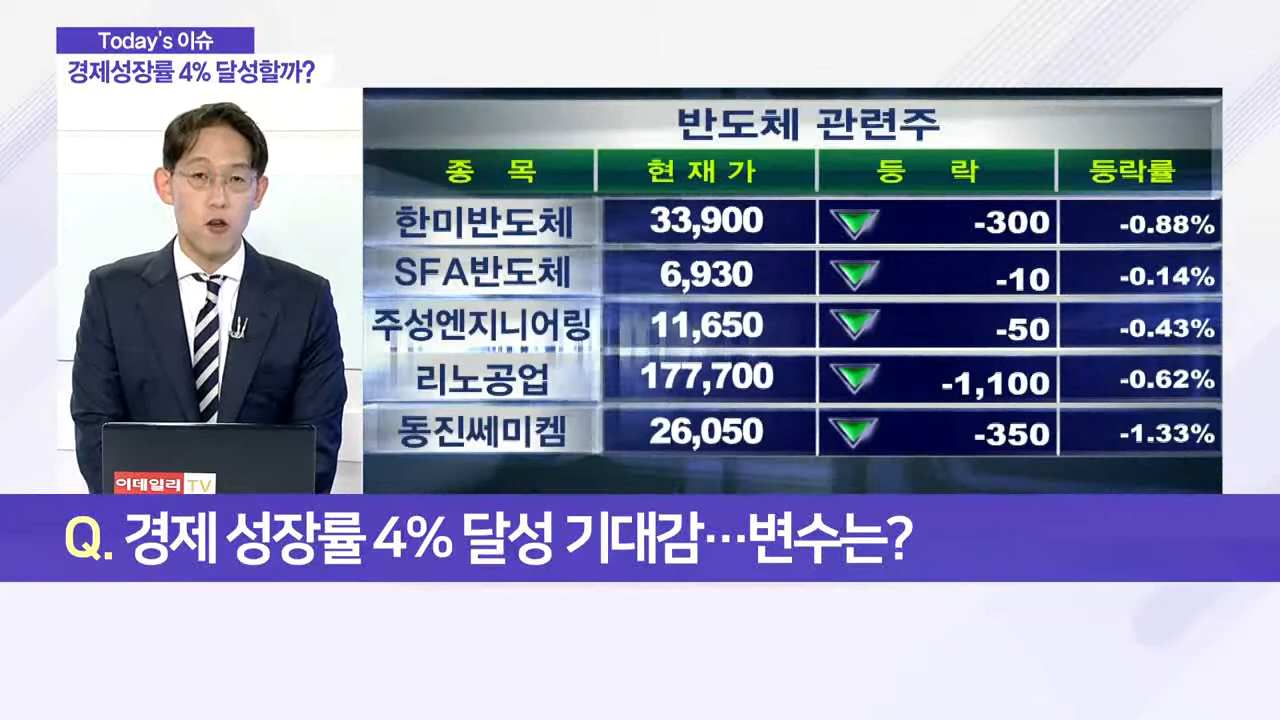 Today's 이슈
경제성장률 4% 달성할까?
반도체 관련주
종 목 현재가 등 락 등락률
한미반도체 33,900 -300 -0.88%
SFA반도체 6,930 -10 -0.14%
주성엔지니어링 11,650 -50 -0.43%
리노공업 177,700 -1,100 -0.62%
동진쎄미켐 26,050 -350 -1.33%
이데일리 TV
Q. 경제 성장률 4% 달성 기대감…변수는?